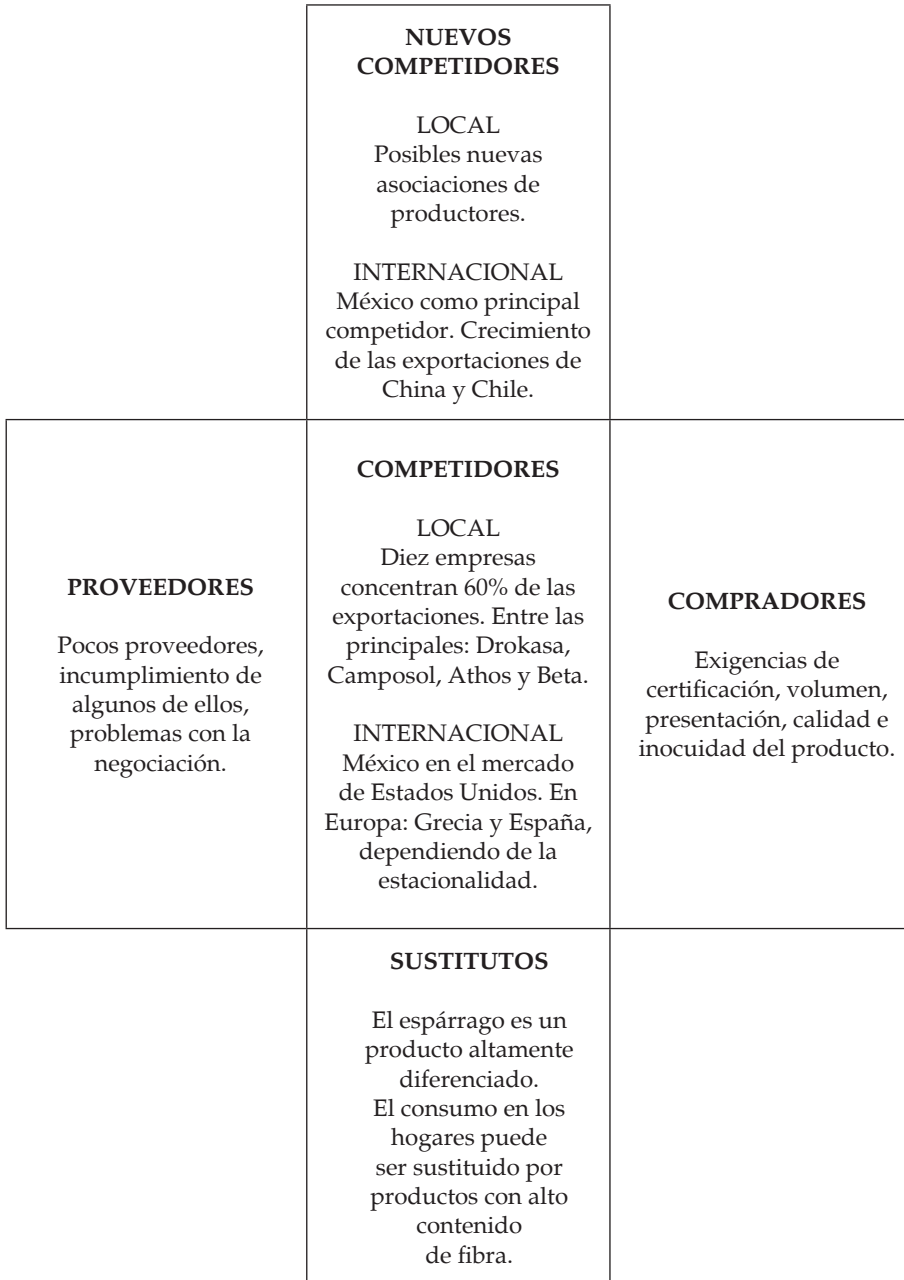 NUEVOS
COMPETIDORES
LOCAL
Posibles nuevas
asociaciones de
productores.
INTERNACIONAL
México como principal
competidor. Crecimiento
de las exportaciones de
China y Chile.
PROVEEDORES
Pocos proveedores,
incumplimiento de
algunos de ellos,
problemas con la
negociación.
COMPETIDORES
LOCAL
Diez empresas
concentran 60% de las
exportaciones. Entre las
principales: Drokasa,
Camposol, Athos y Beta.
INTERNACIONAL
México en el mercado
de Estados Unidos. En
Europa: Grecia y España,
dependiendo de la
estacionalidad.
COMPRADORES
Exigencias de
certificación, volumen,
presentación, calidad e
inocuidad del producto.
SUSTITUTOS
El espárrago es un
producto altamente
diferenciado.
El consumo en los
hogares puede
ser sustituido por
productos con alto
contenido
de fibra.